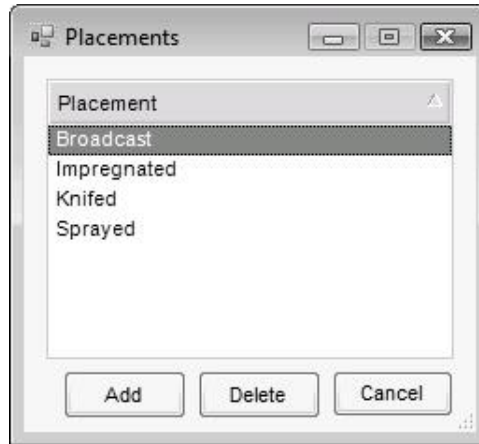 Placements
Placement
Broadcast
Impregnated
Knifed
Sprayed
Add Delete Cancel